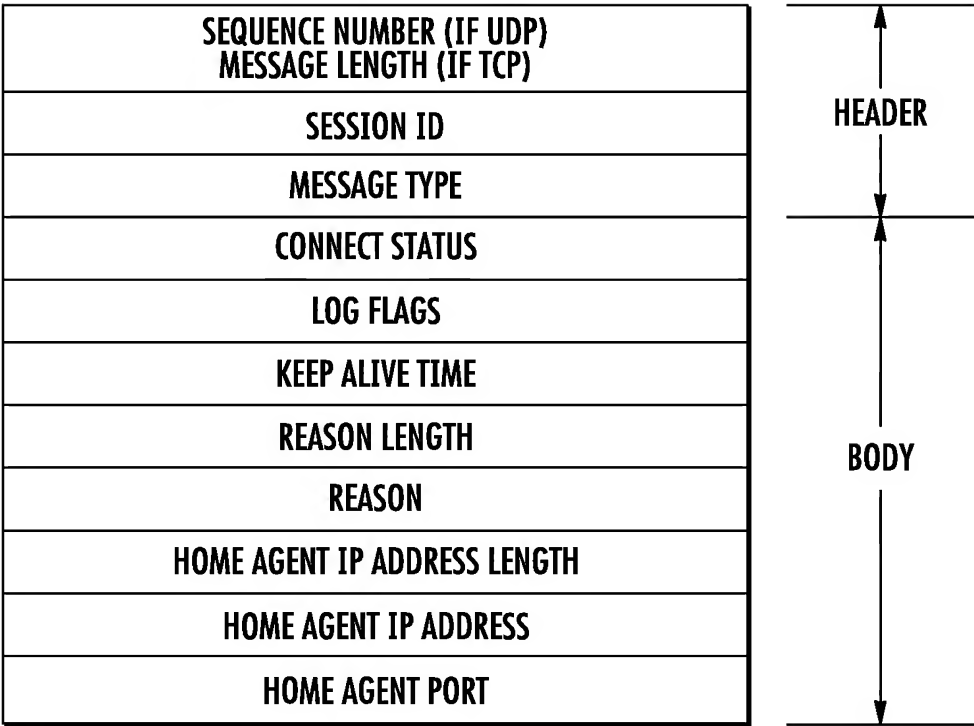 SEQUENCE NUMBER (IF UDP)
MESSAGE LENGTH (IF TCP)
SESSION ID
MESSAGE TYPE
HEADER
CONNECT STATUS
LOG FLAGS
KEEP ALIVE TIME
REASON LENGTH
REASON
HOME AGENT IP ADDRESS LENGTH
HOME AGENT IP ADDRESS
HOME AGENT PORT
BODY